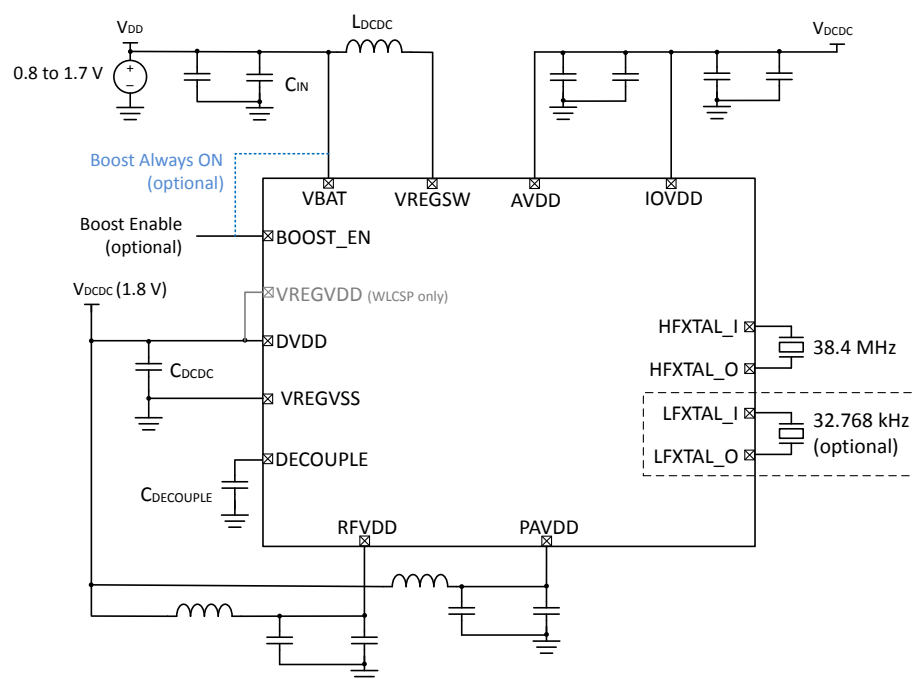 VDD
LDCDC
VDCDC
0.8 to 1.7 V
+
–
CIN
Boost Always ON
(optional)
VBAT
VREGSW
AVDD
IOVDD
Boost Enable
(optional)
BOOST_EN
VDCDC (1.8 V)
VREGVDD (WLCSP only)
DVDD
HFXTAL_I
38.4 MHz
CDCDC
HFXTAL_O
VREGVSS
LFXTAL_I
32.768 kHz
(optional)
LFXTAL_O
DECOUPLE
CDECOUPLE
RFVDD
PAVDD